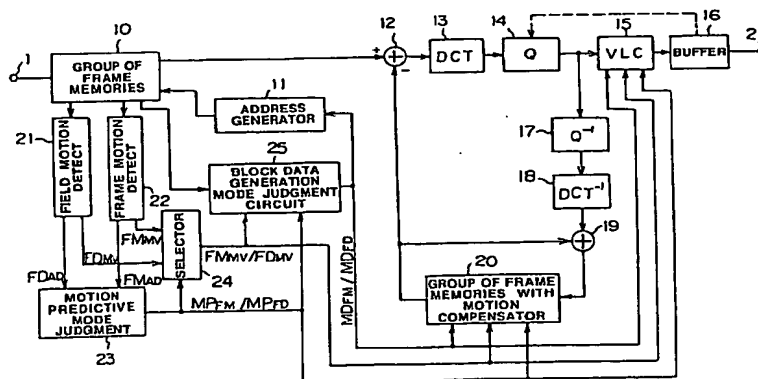 10
1
GROUP OF
FRAME
MEMORIES
12
+
−
13
DCT
14
Q
15
VLC
16
BUFFER
2
11
ADDRESS
GENERATOR
21
FIELD MOTION
DETECT
22
FRAME MOTION
DETECT
25
BLOCK DATA
GENERATION
MODE JUDGMENT
CIRCUIT
17
Q⁻¹
18
DCT⁻¹
19
FMMV
FDMV
SELECTOR
24
FMMV/FDMV
FDAD
FMAD
MOTION
PREDICTIVE
MODE JUDGMENT
23
MPFM/MPFD
MDFM/MDFD
20
GROUP OF FRAME
MEMORIES WITH
MOTION
COMPENSATOR